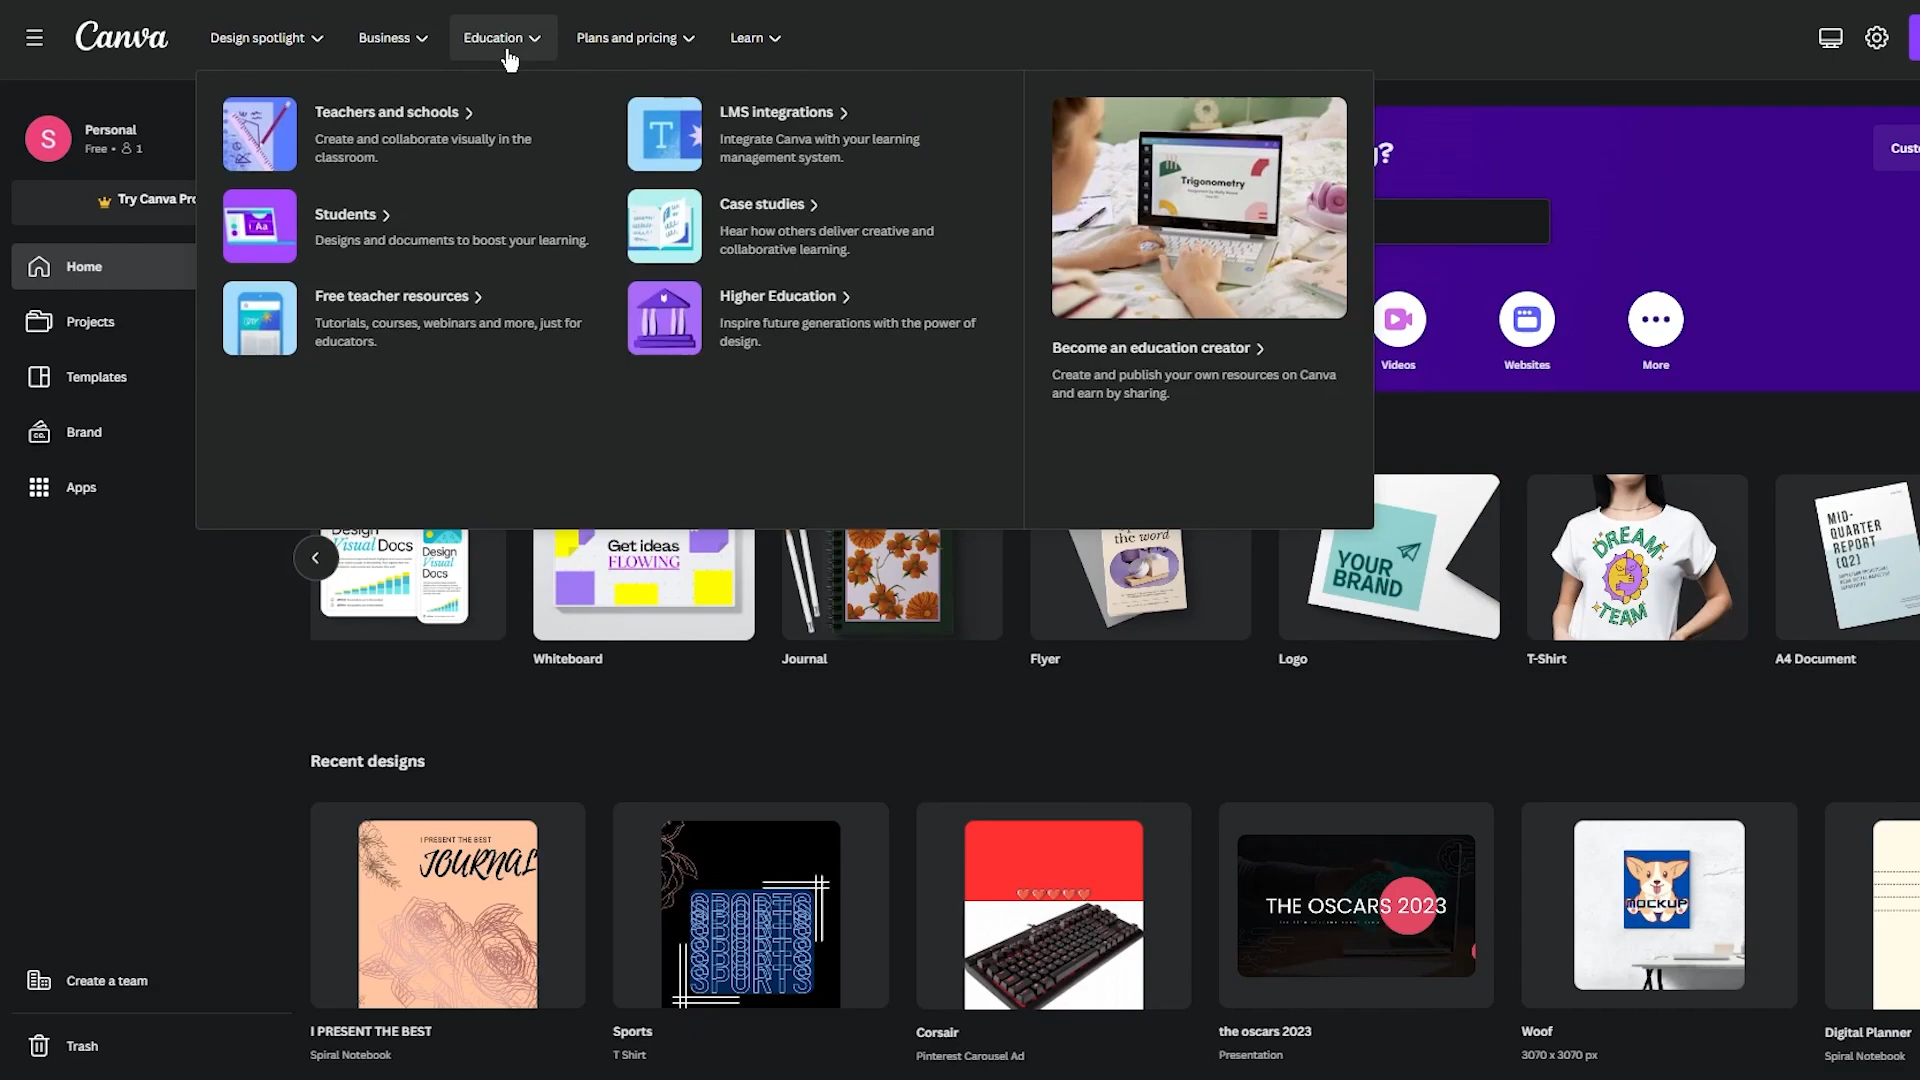 Canva
Design spotlight
Business
Education
Plans and pricing
Learn
S
Personal
Free • 1
Try Canva Pro
Home
Projects
Templates
Brand
Apps
Create a team
Trash
Teachers and schools
Create and collaborate visually in the
classroom.
Students
Designs and documents to boost your learning.
Free teacher resources
Tutorials, courses, webinars and more, just for
educators.
LMS integrations
Integrate Canva with your learning
management system.
Case studies
Hear how others deliver creative and
collaborative learning.
Higher Education
Inspire future generations with the power of
design.
Trigonometry
Become an education creator
Create and publish your own resources on Canva
and earn by sharing.
?
Custo
Videos
Websites
More
Design
Visual Docs
Design
Visual
Docs
Get ideas
FLOWING
the word
YOUR
BRAND
DREAM
TEAM
MID-
QUARTER
REPORT
(Q2)
Whiteboard
Journal
Flyer
Logo
T-Shirt
A4 Document
Recent designs
I PRESENT THE BEST
JOURNAL
SPORTS
SPORTS
SPORTS
SPORTS
SPORTS
SPORTS
THE OSCARS 2023
MOCKUP
I PRESENT THE BEST
Spiral Notebook
Sports
T Shirt
Corsair
Pinterest Carousel Ad
the oscars 2023
Presentation
Woof
3070 x 3070 px
Digital Planner
Spiral Notebook